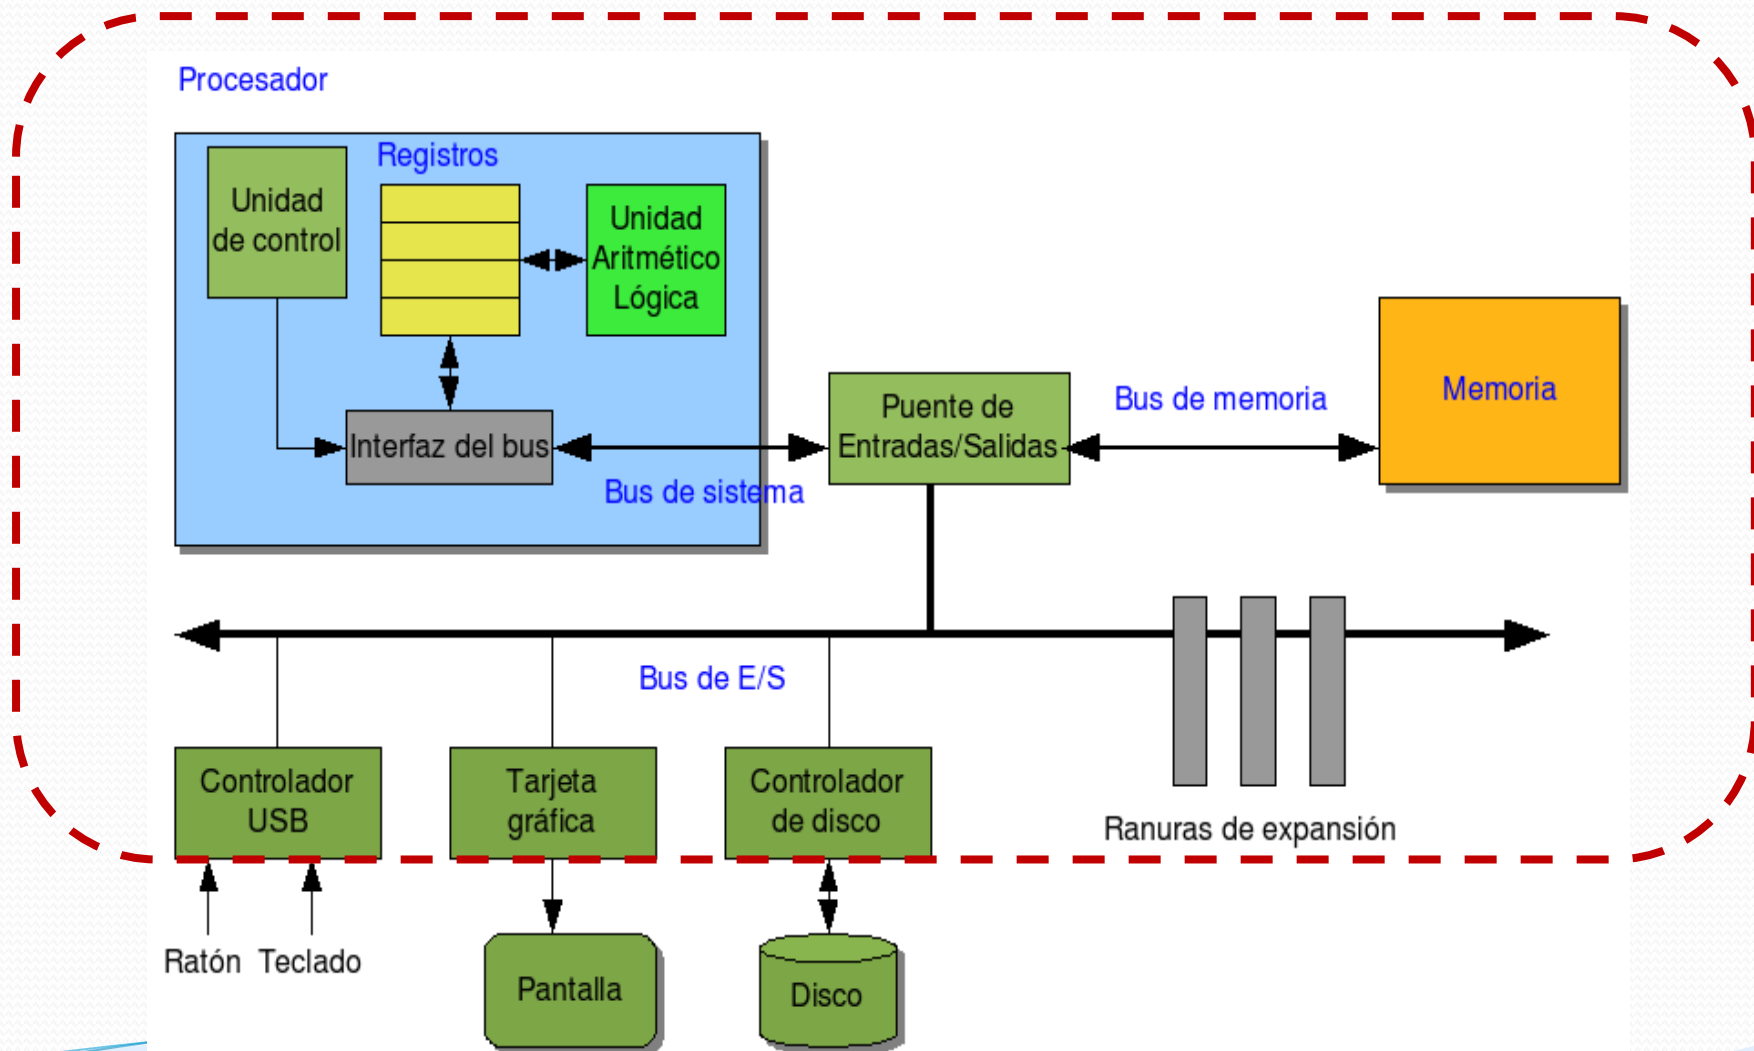 Procesador
Registros
Unidad
de control
Unidad
Aritmético
Lógica
Interfaz del bus
Bus de sistema
Puente de
Entradas/Salidas
Bus de memoria
Memoria
Bus de E/S
Controlador
USB
Tarjeta
gráfica
Controlador
de disco
Ranuras de expansión
Ratón
Teclado
Pantalla
Disco